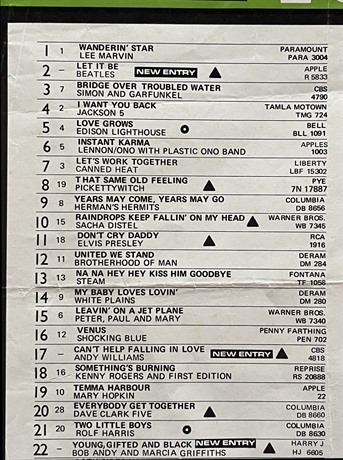 1 1 WANDERIN' STAR PARAMOUNT
LEE MARVIN PARA 3004
2 LET IT BE NEW ENTRY APPLE
BEATLES R 5833
3 7 BRIDGE OVER TROUBLED WATER CBS
SIMON AND GARFUNKEL 4790
4 2 I WANT YOU BACK TAMLA MOTOWN
JACKSON 5 TMG 724
5 4 LOVE GROWS BELL
EDISON LIGHTHOUSE BLL 1091
6 5 INSTANT KARMA APPLES
LENNON/ONO WITH PLASTIC ONO BAND 1003
7 3 LET'S WORK TOGETHER LIBERTY
CANNED HEAT LBF 15302
8 19 THAT SAME OLD FEELING PYE
PICKETTYWITCH 7N 17887
9 8 YEARS MAY COME, YEARS MAY GO COLUMBIA
HERMAN'S HERMITS DB 8656
10 15 RAINDROPS KEEP FALLIN' ON MY HEAD WARNER BROS.
SACHA DISTEL WB 7345
11 18 DON'T CRY DADDY RCA
ELVIS PRESLEY 1916
12 11 UNITED WE STAND DERAM
BROTHERHOOD OF MAN DM 284
13 13 NA NA HEY HEY KISS HIM GOODBYE FONTANA
STEAM TF 1058
14 9 MY BABY LOVES LOVIN' DERAM
WHITE PLAINS DM 280
15 6 LEAVIN' ON A JET PLANE WARNER BROS.
PETER, PAUL AND MARY WB 7340
16 12 VENUS PENNY FARTHING
SHOCKING BLUE PEN 702
17 – CAN'T HELP FALLING IN LOVE NEW ENTRY CBS
ANDY WILLIAMS 4818
18 16 SOMETHING'S BURNING REPRISE
KENNY ROGERS AND FIRST EDITION RS 20888
19 10 TEMMA HARBOUR APPLE
MARY HOPKIN 22
20 28 EVERYBODY GET TOGETHER COLUMBIA
DAVE CLARK FIVE DB 8660
21 20 TWO LITTLE BOYS COLUMBIA
ROLF HARRIS DB 8630
22 – YOUNG, GIFTED AND BLACK NEW ENTRY HARRY J
BOB ANDY AND MARCIA GRIFFITHS HJ 6605